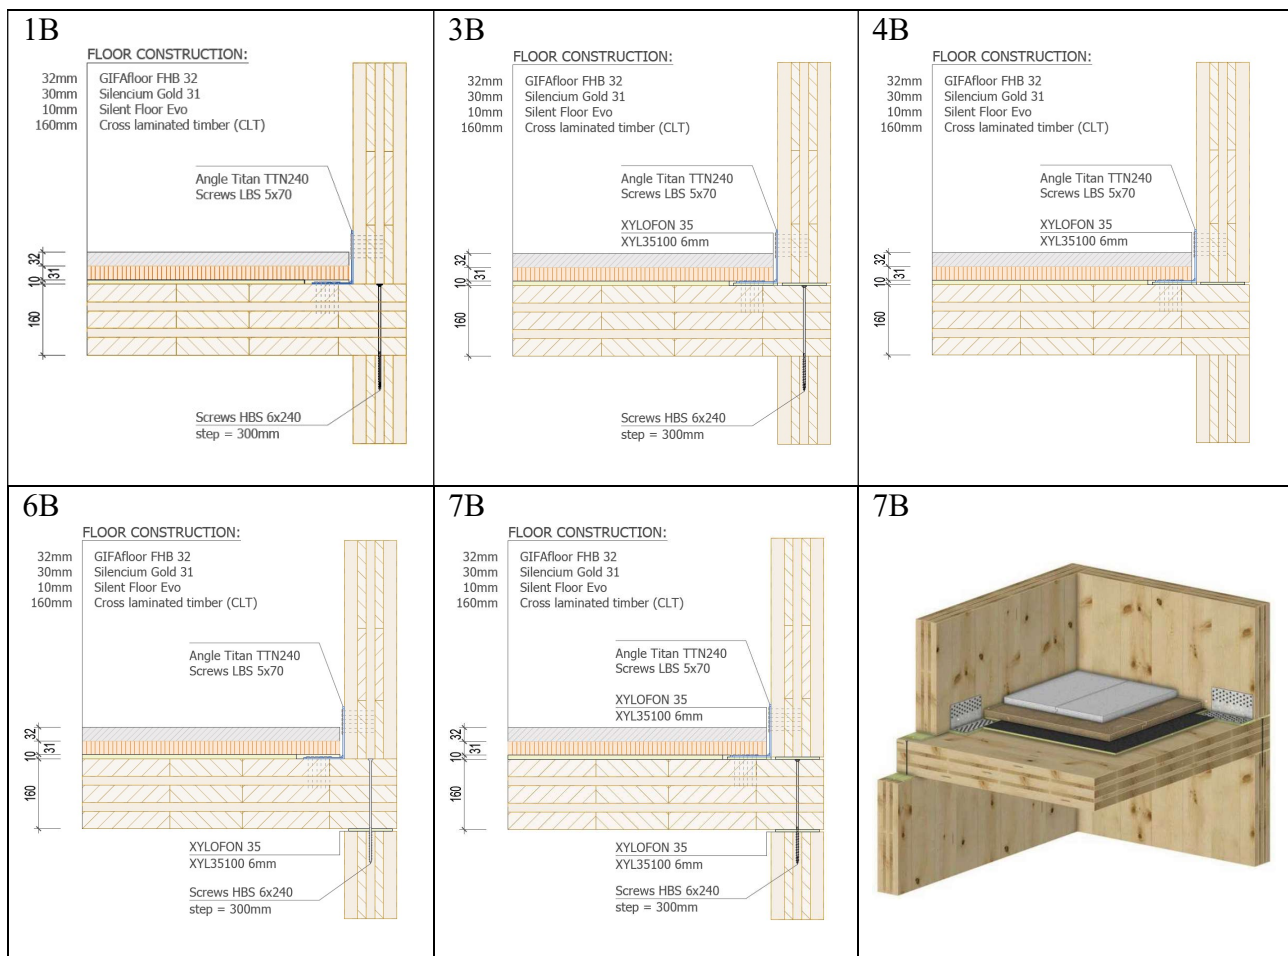 1B
FLOOR CONSTRUCTION:
32mm GIFAfloor FHB 32
30mm Silencium Gold 31
10mm Silent Floor Evo
160mm Cross laminated timber (CLT)
Angle Titan TTN240
Screws LBS 5x70
32
31
10
160
Screws HBS 6x240
step = 300mm
3B
FLOOR CONSTRUCTION:
32mm GIFAfloor FHB 32
30mm Silencium Gold 31
10mm Silent Floor Evo
160mm Cross laminated timber (CLT)
Angle Titan TTN240
Screws LBS 5x70
XYLOFON 35
XYL35100 6mm
32
31
10
160
Screws HBS 6x240
step = 300mm
4B
FLOOR CONSTRUCTION:
32mm GIFAfloor FHB 32
30mm Silencium Gold 31
10mm Silent Floor Evo
160mm Cross laminated timber (CLT)
Angle Titan TTN240
Screws LBS 5x70
XYLOFON 35
XYL35100 6mm
32
31
10
160
6B
FLOOR CONSTRUCTION:
32mm GIFAfloor FHB 32
30mm Silencium Gold 31
10mm Silent Floor Evo
160mm Cross laminated timber (CLT)
Angle Titan TTN240
Screws LBS 5x70
32
31
10
160
XYLOFON 35
XYL35100 6mm
Screws HBS 6x240
step = 300mm
7B
FLOOR CONSTRUCTION:
32mm GIFAfloor FHB 32
30mm Silencium Gold 31
10mm Silent Floor Evo
160mm Cross laminated timber (CLT)
Angle Titan TTN240
Screws LBS 5x70
XYLOFON 35
XYL35100 6mm
32
31
10
160
XYLOFON 35
XYL35100 6mm
Screws HBS 6x240
step = 300mm
7B